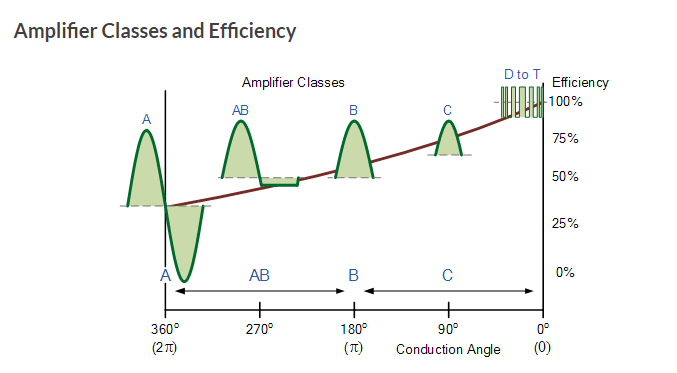 Amplifier Classes and Efficiency
Amplifier Classes
D to T
Efficiency
A
AB
B
C
100%
75%
50%
25%
0%
A
AB
B
C
360° 270° 180° 90° 0°
(2π) (π) Conduction Angle (0)